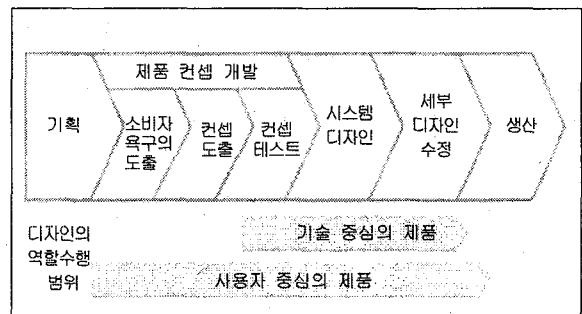 제품 컨셉 개발
기획
소비자
욕구의
도출
컨셉
도출
컨셉
테스트
시스템
디자인
세부
디자인
수정
생산
디자인의
역할수행
범위
기술 중심의 제품
사용자 중심의 제품